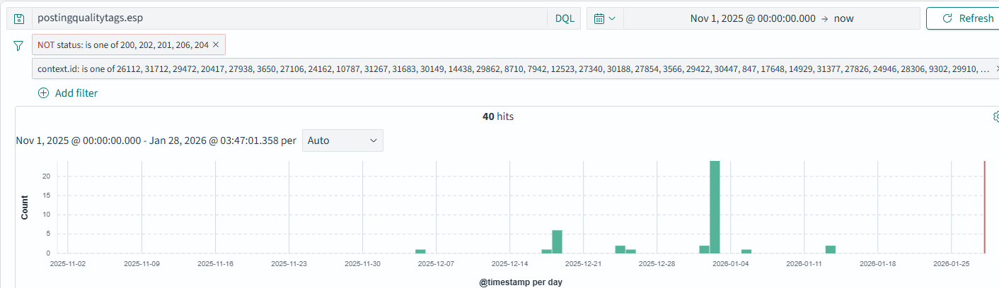 postingqualitytags.esp DQL Nov 1, 2025 @ 00:00:00.000 → now Refresh
NOT status: is one of 200, 202, 201, 206, 204 ×
context.id: is one of 26112, 31712, 29472, 20417, 27938, 3650, 27106, 24162, 10787, 31267, 31683, 30149, 14438, 29862, 8710, 7942, 12523, 27340, 30188, 27854, 3566, 29422, 30447, 847, 17648, 14929, 31377, 27826, 24946, 28306, 9302, 29910, ...
Add filter
40 hits
Nov 1, 2025 @ 00:00:00.000 - Jan 28, 2026 @ 03:47:01.358 per Auto
Count
20
15
10
5
0
2025-11-02 2025-11-09 2025-11-16 2025-11-23 2025-11-30 2025-12-07 2025-12-14 2025-12-21 2025-12-28 2026-01-04 2026-01-11 2026-01-18 2026-01-25
@timestamp per day